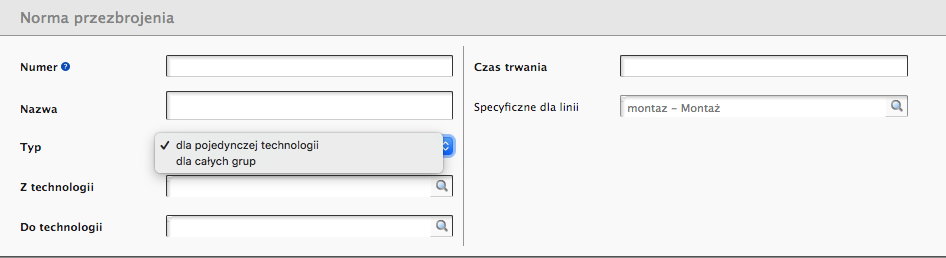 Norma przezbrojenia
Numer ?
Nazwa
Typ
✓ dla pojedynczej technologii
dla całych grup
Z technologii
Do technologii
Czas trwania
Specyficzne dla linii montaz - Montaż